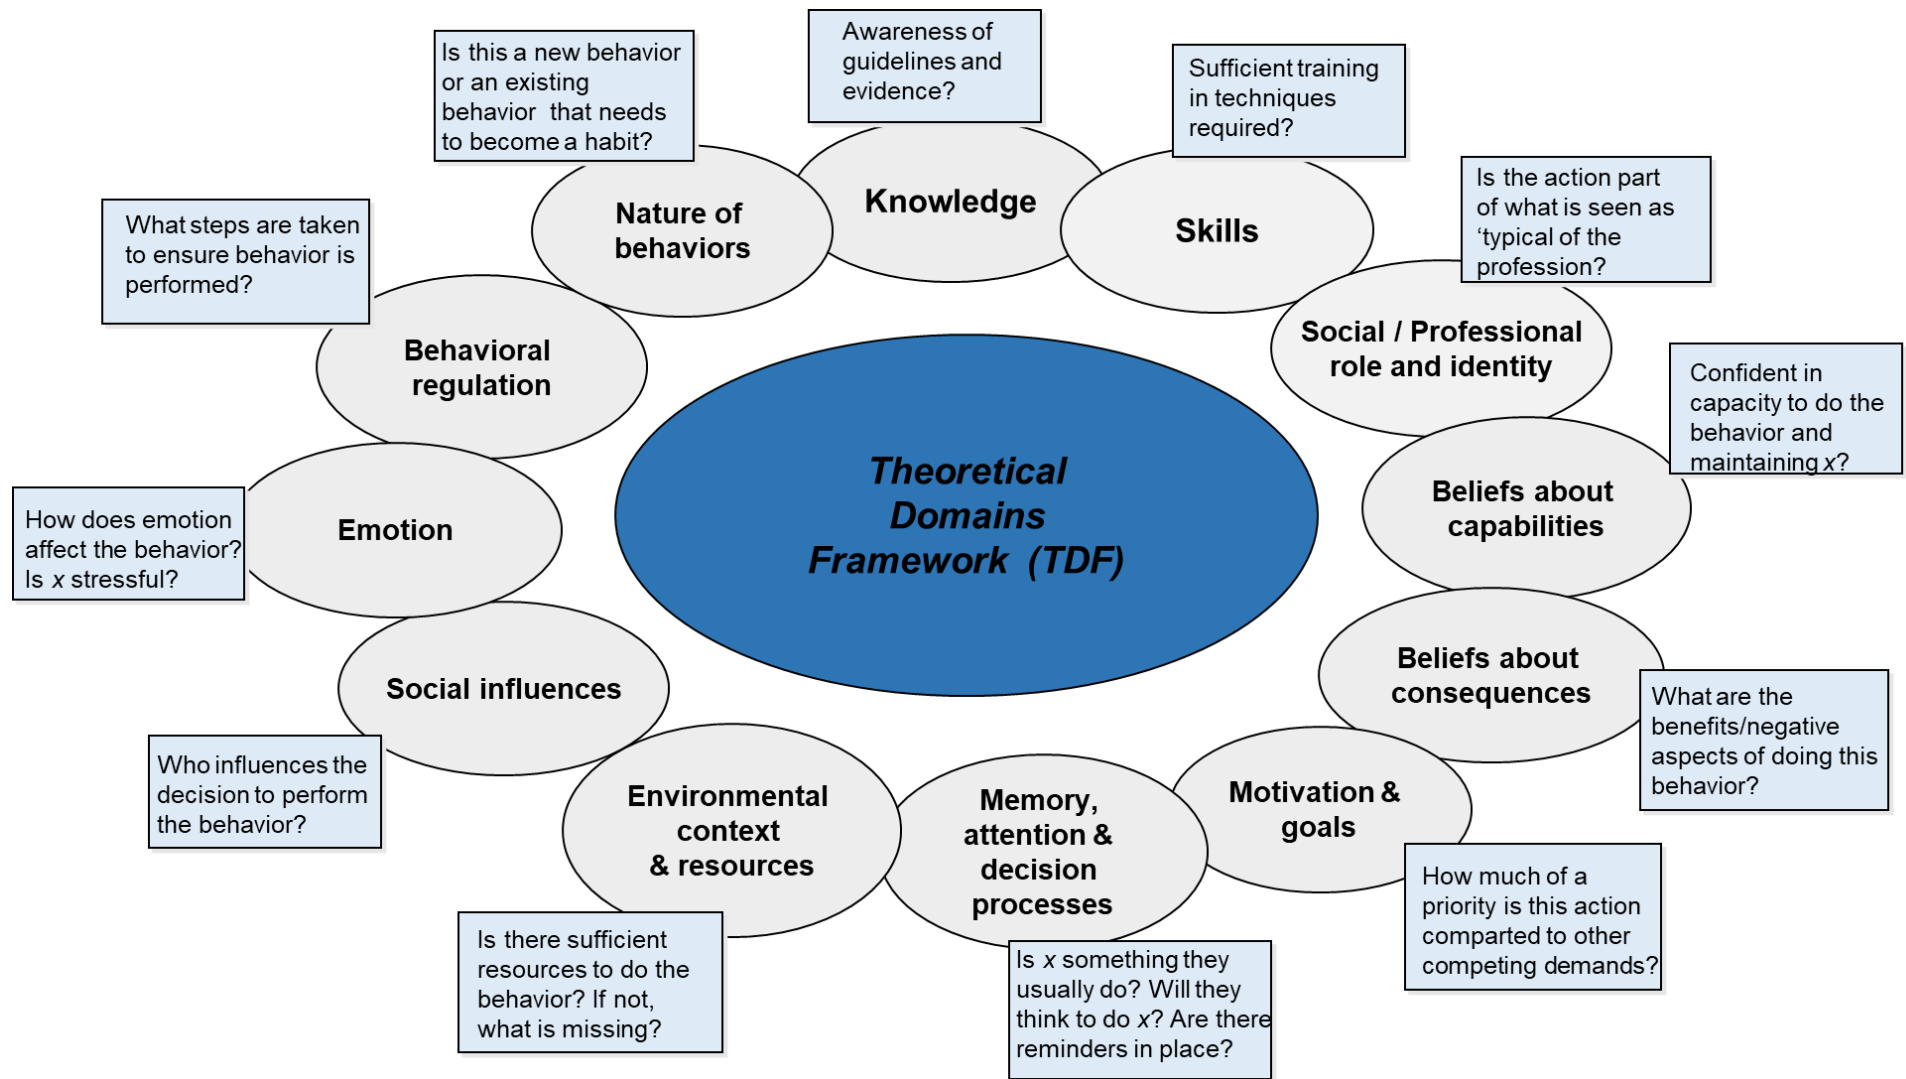 Is this a new behavior
or an existing
behavior that needs
to become a habit?
Awareness of
guidelines and
evidence?
Sufficient training
in techniques
required?
Is the action part
of what is seen as
‘typical of the
profession?
What steps are taken
to ensure behavior is
performed?
Nature of
behaviors
Knowledge
Skills
Social / Professional
role and identity
Behavioral
regulation
Confident in
capacity to do the
behavior and
maintaining x?
Theoretical
Domains
Framework (TDF)
Beliefs about
capabilities
How does emotion
affect the behavior?
Is x stressful?
Emotion
Beliefs about
consequences
Social influences
What are the
benefits/negative
aspects of doing this
behavior?
Who influences the
decision to perform
the behavior?
Environmental
context
& resources
Memory,
attention &
decision
processes
Motivation &
goals
How much of a
priority is this action
comparted to other
competing demands?
Is there sufficient
resources to do the
behavior? If not,
what is missing?
Is x something they
usually do? Will they
think to do x? Are there
reminders in place?